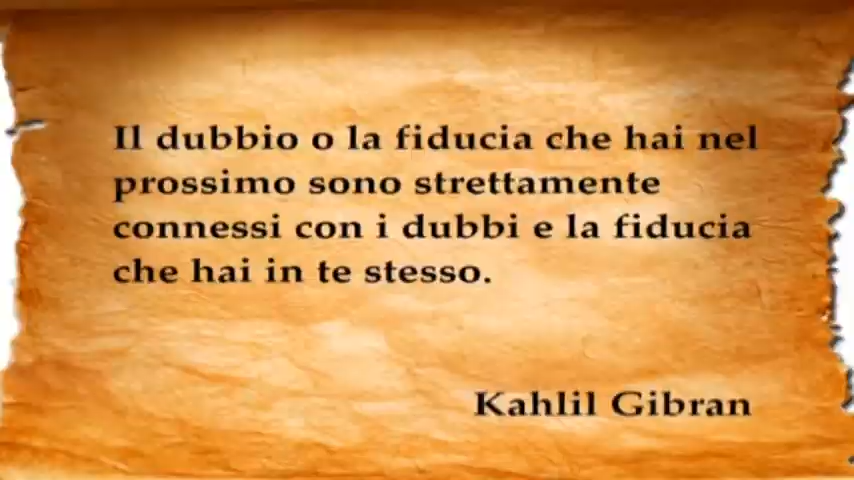 Il dubbio o la fiducia che hai nel
prossimo sono strettamente
connessi con i dubbi e la fiducia
che hai in te stesso.
Kahlil Gibran